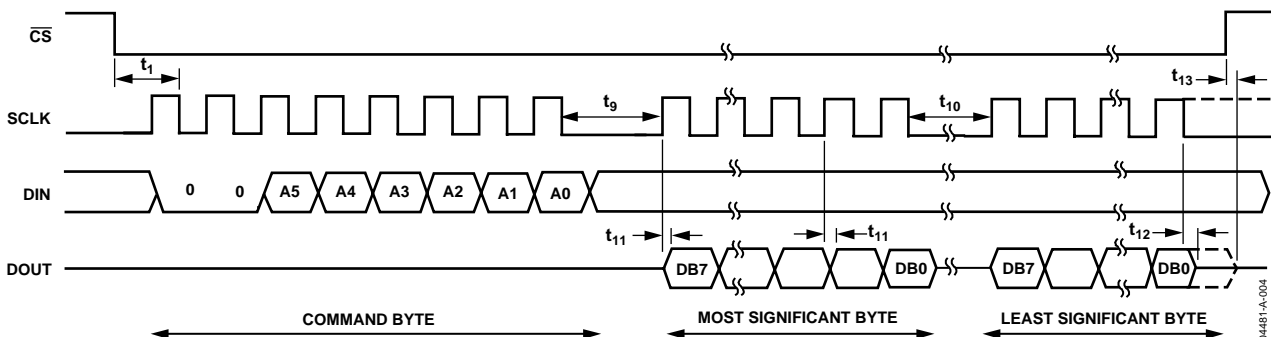 CS
t1
t13
SCLK
t9
t10
DIN
0 0 A5 A4 A3 A2 A1 A0
t11
t11
t12
DOUT
DB7 DB0 DB7 DB0
COMMAND BYTE
MOST SIGNIFICANT BYTE
LEAST SIGNIFICANT BYTE
04481-A-004